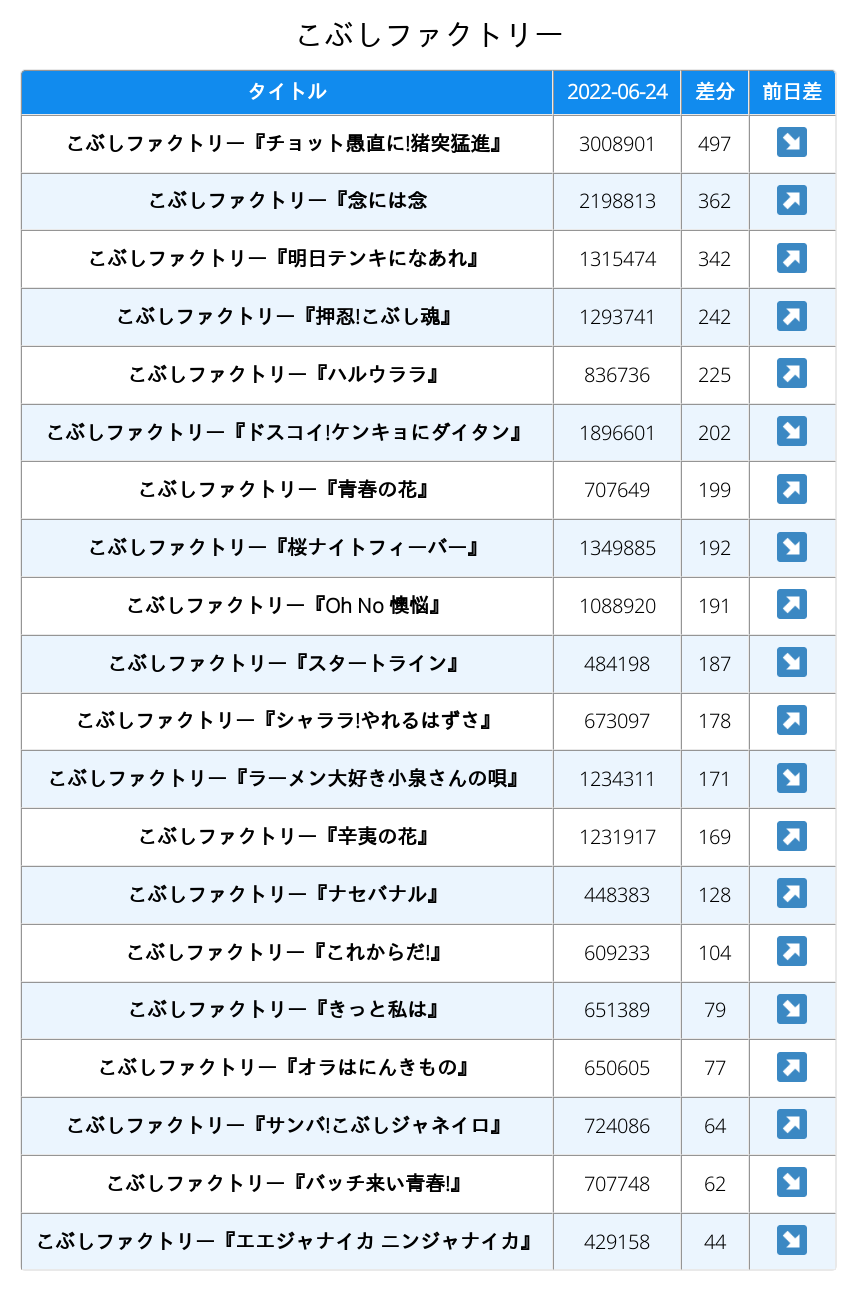 こぶしファクトリー
タイトル 2022-06-24 差分 前日差
こぶしファクトリー『チョット愚直に!猪突猛進』 3008901 497 ↘
こぶしファクトリー『念には念 2198813 362 ↗
こぶしファクトリー『明日テンキになあれ』 1315474 342 ↗
こぶしファクトリー『押忍!こぶし魂』 1293741 242 ↗
こぶしファクトリー『ハルウララ』 836736 225 ↗
こぶしファクトリー『ドスコイ!ケンキョにダイタン』 1896601 202 ↘
こぶしファクトリー『青春の花』 707649 199 ↗
こぶしファクトリー『桜ナイトフィーバー』 1349885 192 ↘
こぶしファクトリー『Oh No 懊悩』 1088920 191 ↗
こぶしファクトリー『スタートライン』 484198 187 ↘
こぶしファクトリー『シャララ!やれるはずさ』 673097 178 ↗
こぶしファクトリー『ラーメン大好き小泉さんの唄』 1234311 171 ↘
こぶしファクトリー『辛夷の花』 1231917 169 ↗
こぶしファクトリー『ナセバナル』 448383 128 ↗
こぶしファクトリー『これからだ!』 609233 104 ↗
こぶしファクトリー『きっと私は』 651389 79 ↘
こぶしファクトリー『オラはにんきもの』 650605 77 ↗
こぶしファクトリー『サンバ!こぶしジャネイロ』 724086 64 ↗
こぶしファクトリー『バッチ来い青春!』 707748 62 ↘
こぶしファクトリー『エエジャナイカ ニンジャナイカ』 429158 44 ↘